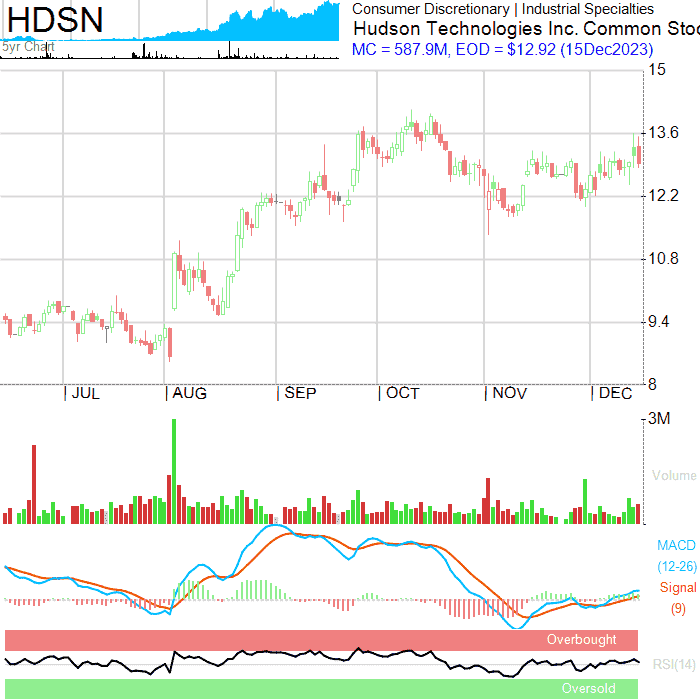 HDSN
5yr Chart
Consumer Discretionary | Industrial Specialties
Hudson Technologies Inc. Common Stoc
MC = 587.9M, EOD = $12.92 (15Dec2023)
15
13.6
12.2
10.8
9.4
8
| JUL | AUG | SEP | OCT | NOV | DEC
3M
Volume
MACD
(12-26)
Signal
(9)
Overbought
RSI(14)
Oversold